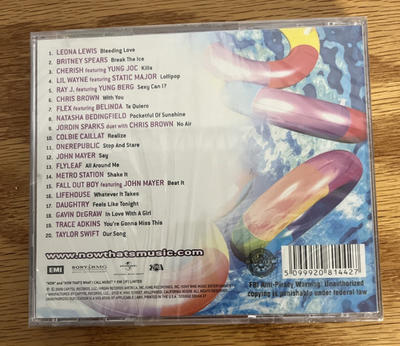 1. LEONA LEWIS Bleeding Love
2. BRITNEY SPEARS Break The Ice
3. CHERISH featuring YUNG JOC Killa
4. LIL WAYNE featuring STATIC MAJOR Lollipop
5. RAY J. featuring YUNG BERG Sexy Can I?
6. CHRIS BROWN With You
7. FLEX featuring BELINDA Te Quiero
8. NATASHA BEDINGFIELD Pocketful Of Sunshine
9. JORDIN SPARKS duet with CHRIS BROWN No Air
10. COLBIE CAILLAT Realize
11. ONEREPUBLIC Stop And Stare
12. JOHN MAYER Say
13. FLYLEAF All Around Me
14. METRO STATION Shake It
15. FALL OUT BOY featuring JOHN MAYER Beat It
16. LIFEHOUSE Whatever It Takes
17. DAUGHTRY Feels Like Tonight
18. GAVIN DEGRAW In Love With A Girl
19. TRACE ADKINS You're Gonna Miss This
20. TAYLOR SWIFT Our Song
www.nowthatsmusic.com
EMI
SONY BMG
UNIVERSAL
5 099920 814427
FBI Anti-Piracy Warning: Unauthorized
copying is punishable under federal law